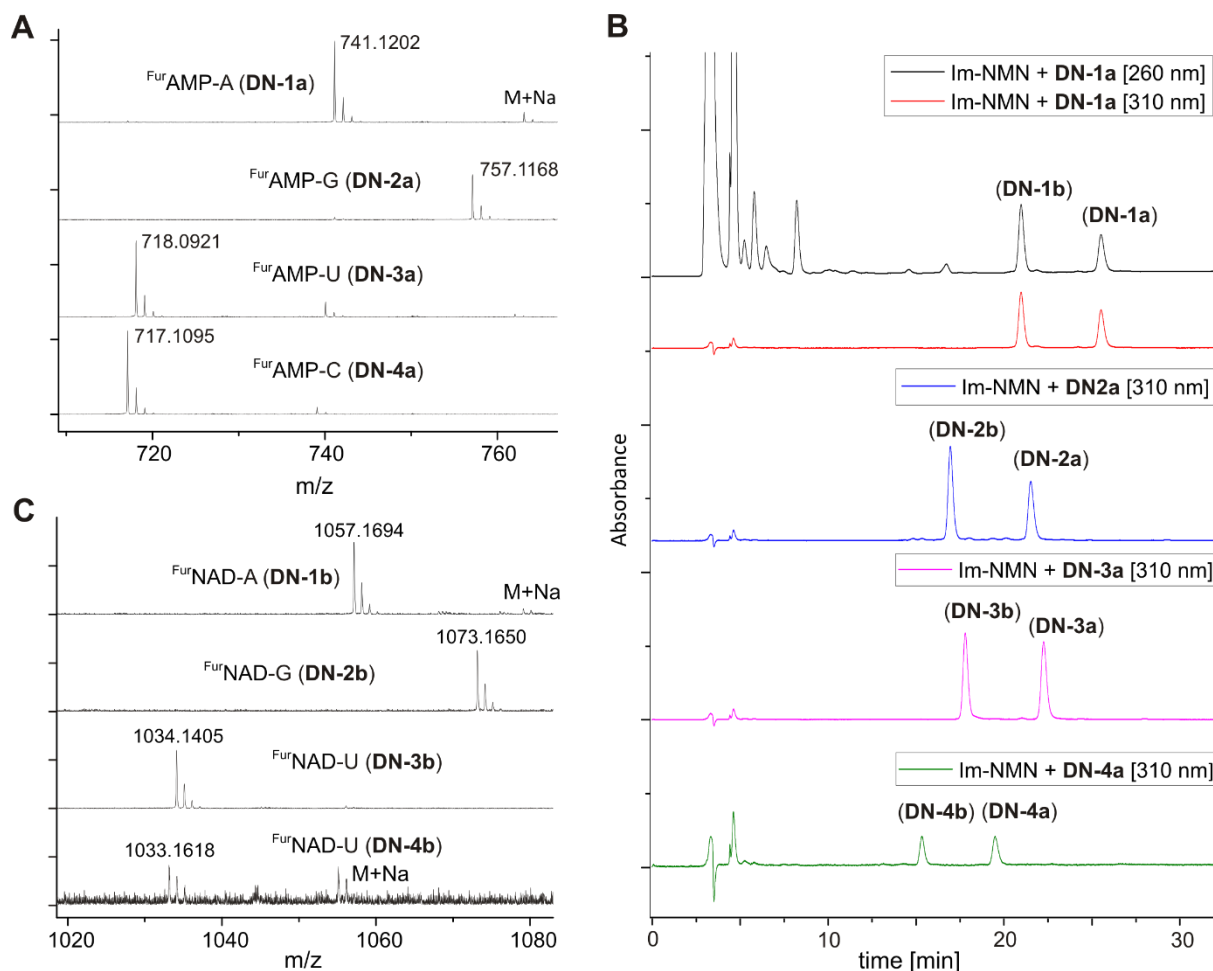 A
741.1202
FurAMP-A (DN-1a)
M+Na
757.1168
FurAMP-G (DN-2a)
718.0921
FurAMP-U (DN-3a)
717.1095
FurAMP-C (DN-4a)
720
740
760
m/z
B
Im-NMN + DN-1a [260 nm]
Im-NMN + DN-1a [310 nm]
(DN-1b)
(DN-1a)
Im-NMN + DN2a [310 nm]
(DN-2b)
(DN-2a)
Absorbance
Im-NMN + DN-3a [310 nm]
(DN-3b)
(DN-3a)
Im-NMN + DN-4a [310 nm]
(DN-4b)
(DN-4a)
0
10
20
30
time [min]
C
1057.1694
FurNAD-A (DN-1b)
M+Na
1073.1650
FurNAD-G (DN-2b)
1034.1405
FurNAD-U (DN-3b)
FurNAD-U (DN-4b)
1033.1618
M+Na
1020
1040
1060
1080
m/z